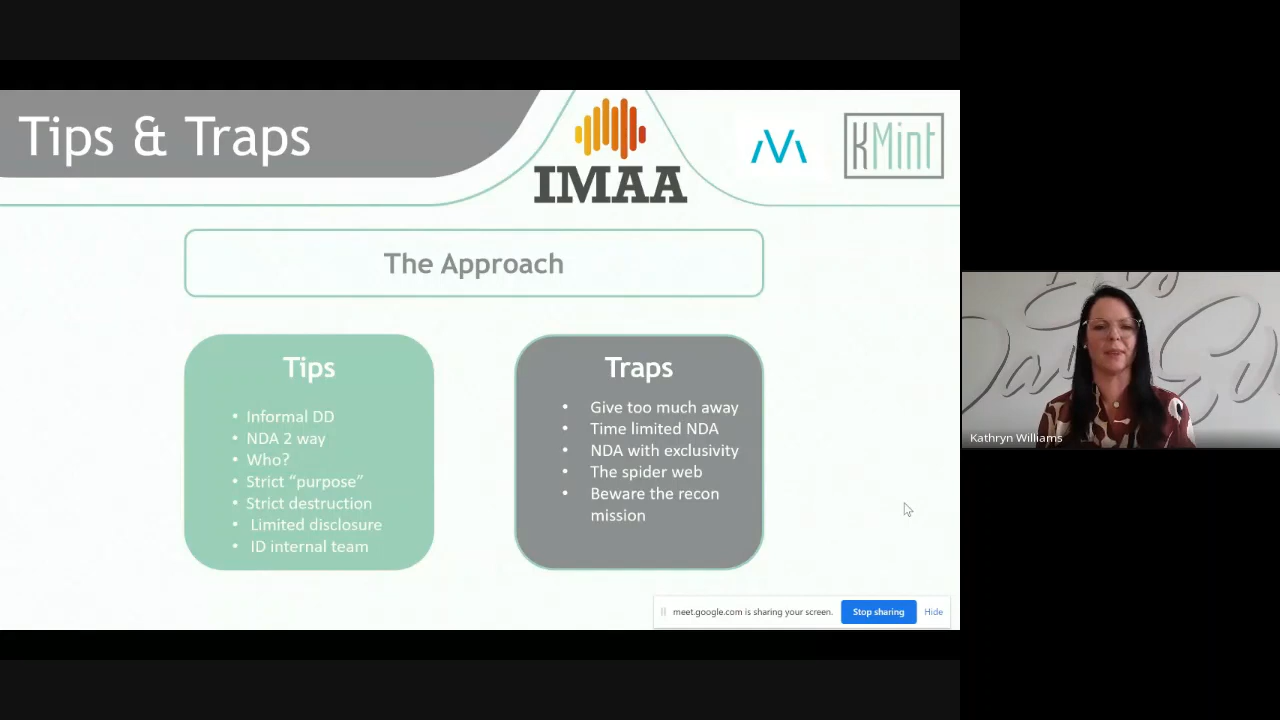 Tips & Traps
IMAA
KMint
The Approach
Tips
• Informal DD
• NDA 2 way
• Who?
• Strict “purpose”
• Strict destruction
• Limited disclosure
• ID internal team
Traps
• Give too much away
• Time limited NDA
• NDA with exclusivity
• The spider web
• Beware the recon
mission
meet.google.com is sharing your screen.
Stop sharing
Hide
Kathryn Williams